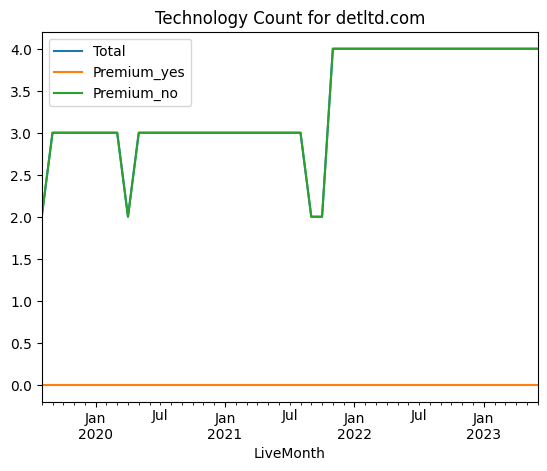 Technology Count for detltd.com
Total
Premium_yes
Premium_no
4.0
3.5
3.0
2.5
2.0
1.5
1.0
0.5
0.0
Jan Jul Jan Jul Jan Jul Jan
2020 2021 2022 2023
LiveMonth